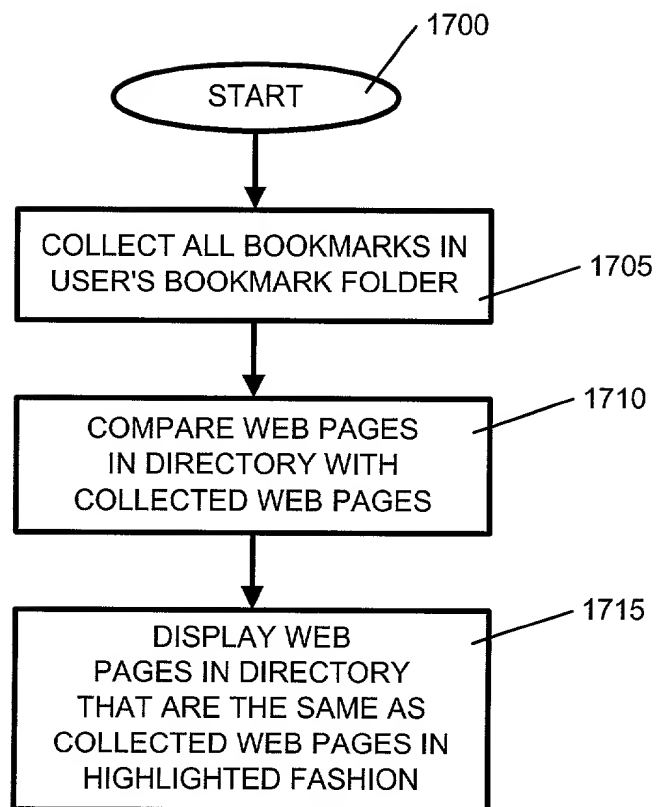 1700
START
COLLECT ALL BOOKMARKS IN
USER'S BOOKMARK FOLDER
1705
1710
COMPARE WEB PAGES
IN DIRECTORY WITH
COLLECTED WEB PAGES
1715
DISPLAY WEB
PAGES IN DIRECTORY
THAT ARE THE SAME AS
COLLECTED WEB PAGES IN
HIGHLIGHTED FASHION